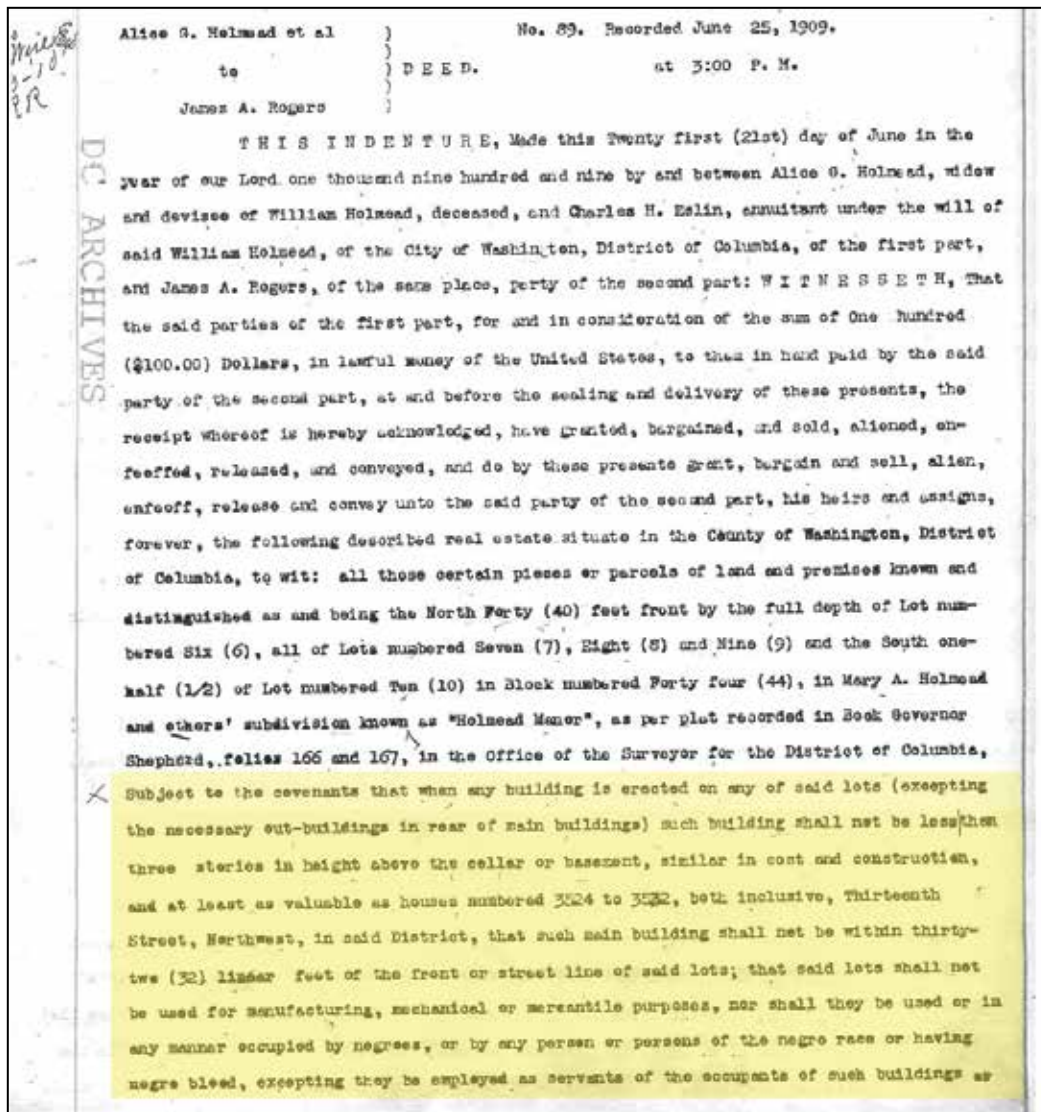 Alice G. Holmead et al ) No. 89. Recorded June 25, 1909.
to ) D E E D. at 3:00 P. M.
James A. Rogers )
T H I S I N D E N T U R E, Made this Twenty first (21st) day of June in the
year of our Lord one thousand nine hundred and nine by and between Alice G. Holmead, widow
and devisee of William Holmead, deceased, and Charles H. Eslin, annuitant under the will of
said William Holmead, of the City of Washington, District of Columbia, of the first part,
and James A. Rogers, of the same place, party of the second part: W I T N E S S E T H, That
the said parties of the first part, for and in consideration of the sum of One hundred
($100.00) Dollars, in lawful money of the United States, to them in hand paid by the said
party of the second part, at and before the sealing and delivery of these presents, the
receipt whereof is hereby acknowledged, have granted, bargained, and sold, aliened, en-
feoffed, released, and conveyed, and do by these presents grant, bargain and sell, alien,
enfeoff, release and convey unto the said party of the second part, his heirs and assigns,
forever, the following described real estate situate in the County of Washington, District
of Columbia, to wit: all those certain pieces or parcels of land and premises known and
distinguished as and being the North Forty (40) feet front by the full depth of Lot num-
bered Six (6), all of Lots numbered Seven (7), Eight (8) and Nine (9) and the South one-
half (1/2) of Lot numbered Ten (10) in Block numbered Forty four (44), in Mary A. Holmead
and others' subdivision known as "Holmead Manor", as per plat recorded in Book Governor
Shepherd, folios 166 and 167, in the Office of the Surveyor for the District of Columbia,
Subject to the covenants that when any building is erected on any of said lots (excepting
the necessary out-buildings in rear of main buildings) such building shall not be less than
three stories in height above the cellar or basement, similar in cost and construction,
and at least as valuable as houses numbered 3524 to 3532, both inclusive, Thirteenth
Street, Northwest, in said District, that such main building shall not be within thirty-
two (32) linear feet of the front or street line of said lots; that said lots shall not
be used for manufacturing, mechanical or mercantile purposes, nor shall they be used or in
any manner occupied by negroes, or by any person or persons of the negro race or having
negro blood, excepting they be employed as servants of the occupants of such buildings or
DC ARCHIVES